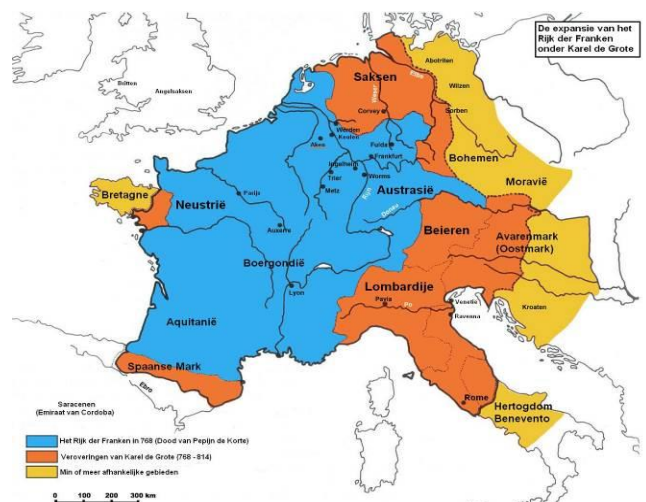 De expansie van het
Rijk der Franken
onder Karel de Grote
Abotriten
Saksen
Elbe
Wilzen
Britten
Angelsaksen
Weser
Corvey
Sorben
Werden
Keulen
Aken
Fulda
Bohemen
Ingelheim
Frankfurt
Trier
Worms
Moravië
Metz
Austrasië
Bretagne
Neustrië
Parijs
Rijn
Donau
Auxerre
Beieren
Avarenmark
(Oostmark)
Boergondië
Lombardije
Lyon
Pavia
Po
Venetie
Kroaten
Ravenna
Aquitanië
Spaanse Mark
Ebro
Rome
Hertogdom
Benevento
Saracenen
(Emiraat van Cordoba)
Het Rijk der Franken in 768 (Dood van Pepijn de Korte)
Veroveringen van Karel de Grote (768 - 814)
Min of meer afhankelijke gebieden
0 100 200 300 km